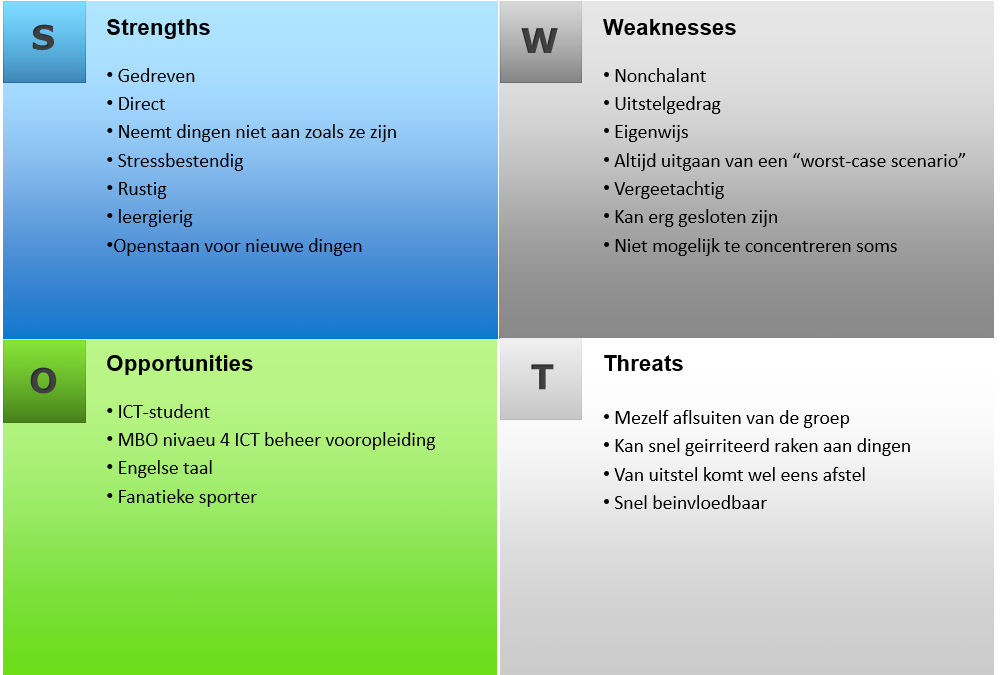 S
Strengths
• Gedreven
• Direct
• Neemt dingen niet aan zoals ze zijn
• Stressbestendig
• Rustig
• leergierig
•Openstaan voor nieuwe dingen
W
Weaknesses
• Nonchalant
• Uitstelgedrag
• Eigenwijs
• Altijd uitgaan van een “worst-case scenario”
• Vergeetachtig
• Kan erg gesloten zijn
• Niet mogelijk te concentreren soms
O
Opportunities
• ICT-student
• MBO nivaeu 4 ICT beheer vooropleiding
• Engelse taal
• Fanatieke sporter
T
Threats
• Mezelf aflsuiten van de groep
• Kan snel geirriteerd raken aan dingen
• Van uitstel komt wel eens afstel
• Snel beinvloedbaar